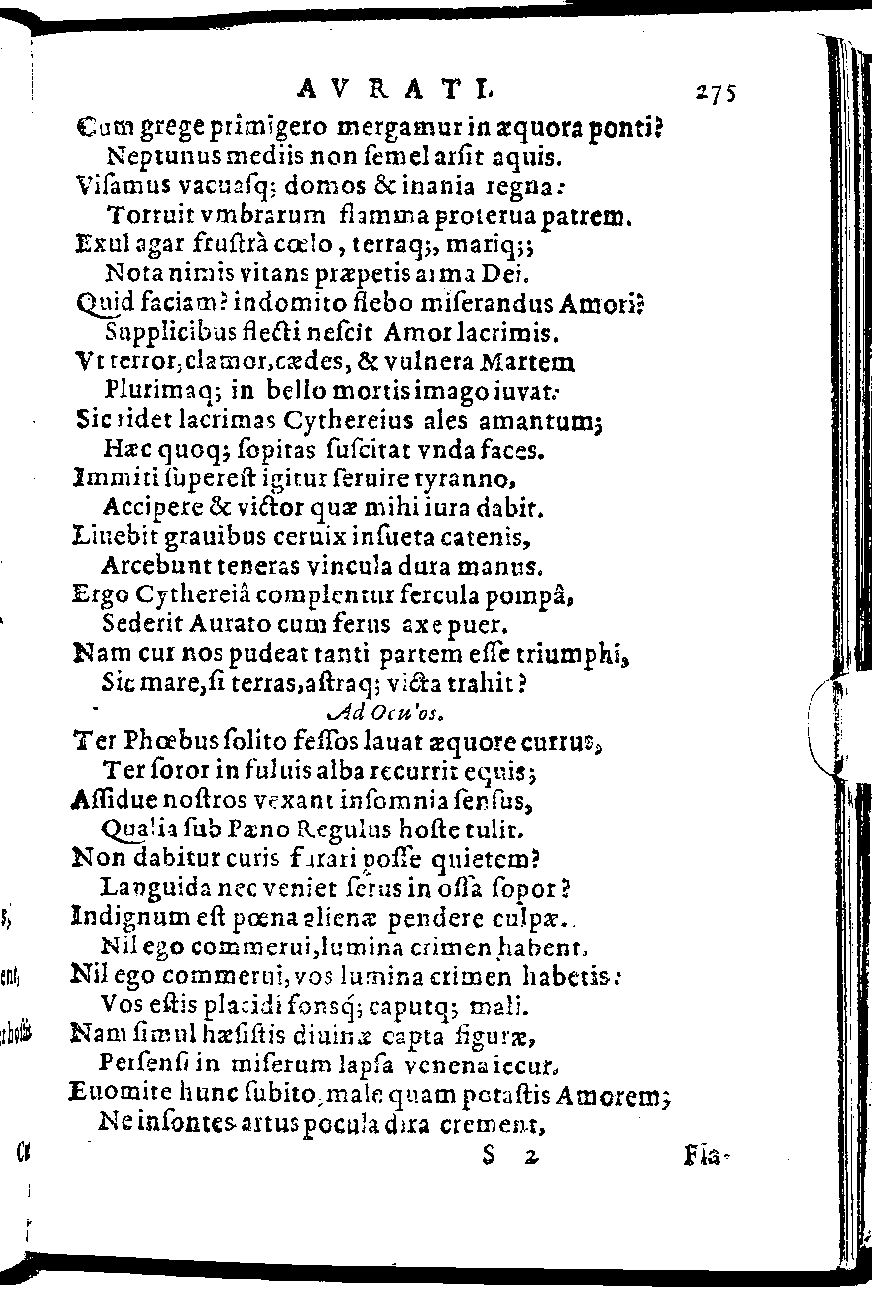 AVRATI. 275
Cum grege primigero mergamur in æquora ponti?
Neptunus mediis non ſemel arſit aquis.
Viſamus vacuaſq; domos & inania regna:
Torruit vmbrarum flamma proterua patrem.
Exul agar fruſtrà cœlo, terraq;, mariq;;
Nota nimis vitans præpetis arma Dei.
Quid faciam? indomito flebo miſerandus Amori?
Supplicibus flecti neſcit Amor lacrimis.
Vt terror, clamor, cædes, & vulnera Martem
Plurimaq; in bello mortis imago iuvat:
Sic ridet lacrimas Cythereius ales amantum;
Hæc quoq; ſopitas ſuſcitat vnda faces.
Immiti ſupereſt igitur ſeruire tyranno,
Accipere & victor quæ mihi iura dabit.
Liuebit grauibus ceruix inſueta catenis,
Arcebunt teneras vincula dura manus.
Ergo Cythereiâ complentur fercula pompâ,
Sederit Aurato cum ferus axe puer.
Nam cur nos pudeat tanti partem eſſe triumphi,
Sic mare, ſi terras, aſtraq; victa trahit?
Ad Oculos.
Ter Phœbus ſolito feſſos lauat æquore currus,
Ter ſoror in fuluis alba recurrit equis;
Aſſidue noſtros vexant inſomnia ſenſus,
Qualia ſub Pæno Regulus hoſte tulit.
Non dabitur curis furari poſſe quietem?
Languida nec veniet ſerus in oſſa ſopor?
Indignum eſt pœna alienæ pendere culpæ.
Nil ego commerui, lumina crimen habent.
Nil ego commerui, vos lumina crimen habetis:
Vos eſtis placidi fonsq́; caputq; mali.
Nam ſimul hæſiſtis diuinæ capta figuræ,
Perſenſi in miſerum lapſa venena iecur.
Euomite hunc ſubito, male quam potaſtis Amorem;
Ne inſontes artus pocula dira crement,
S 2 Fla-